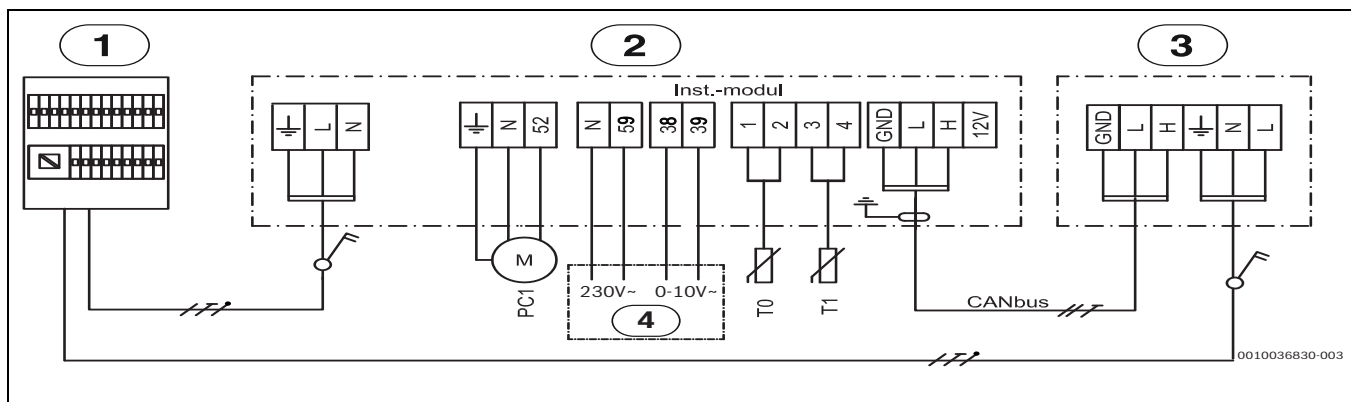 1
2
3
Inst.-modul
L N
N 52
N 59
38 39
1 2
3 4
GND L H 12V
GND L H
N L
M
PC1
230V~ 0-10V~
4
T0
T1
CANbus
0010036830-003